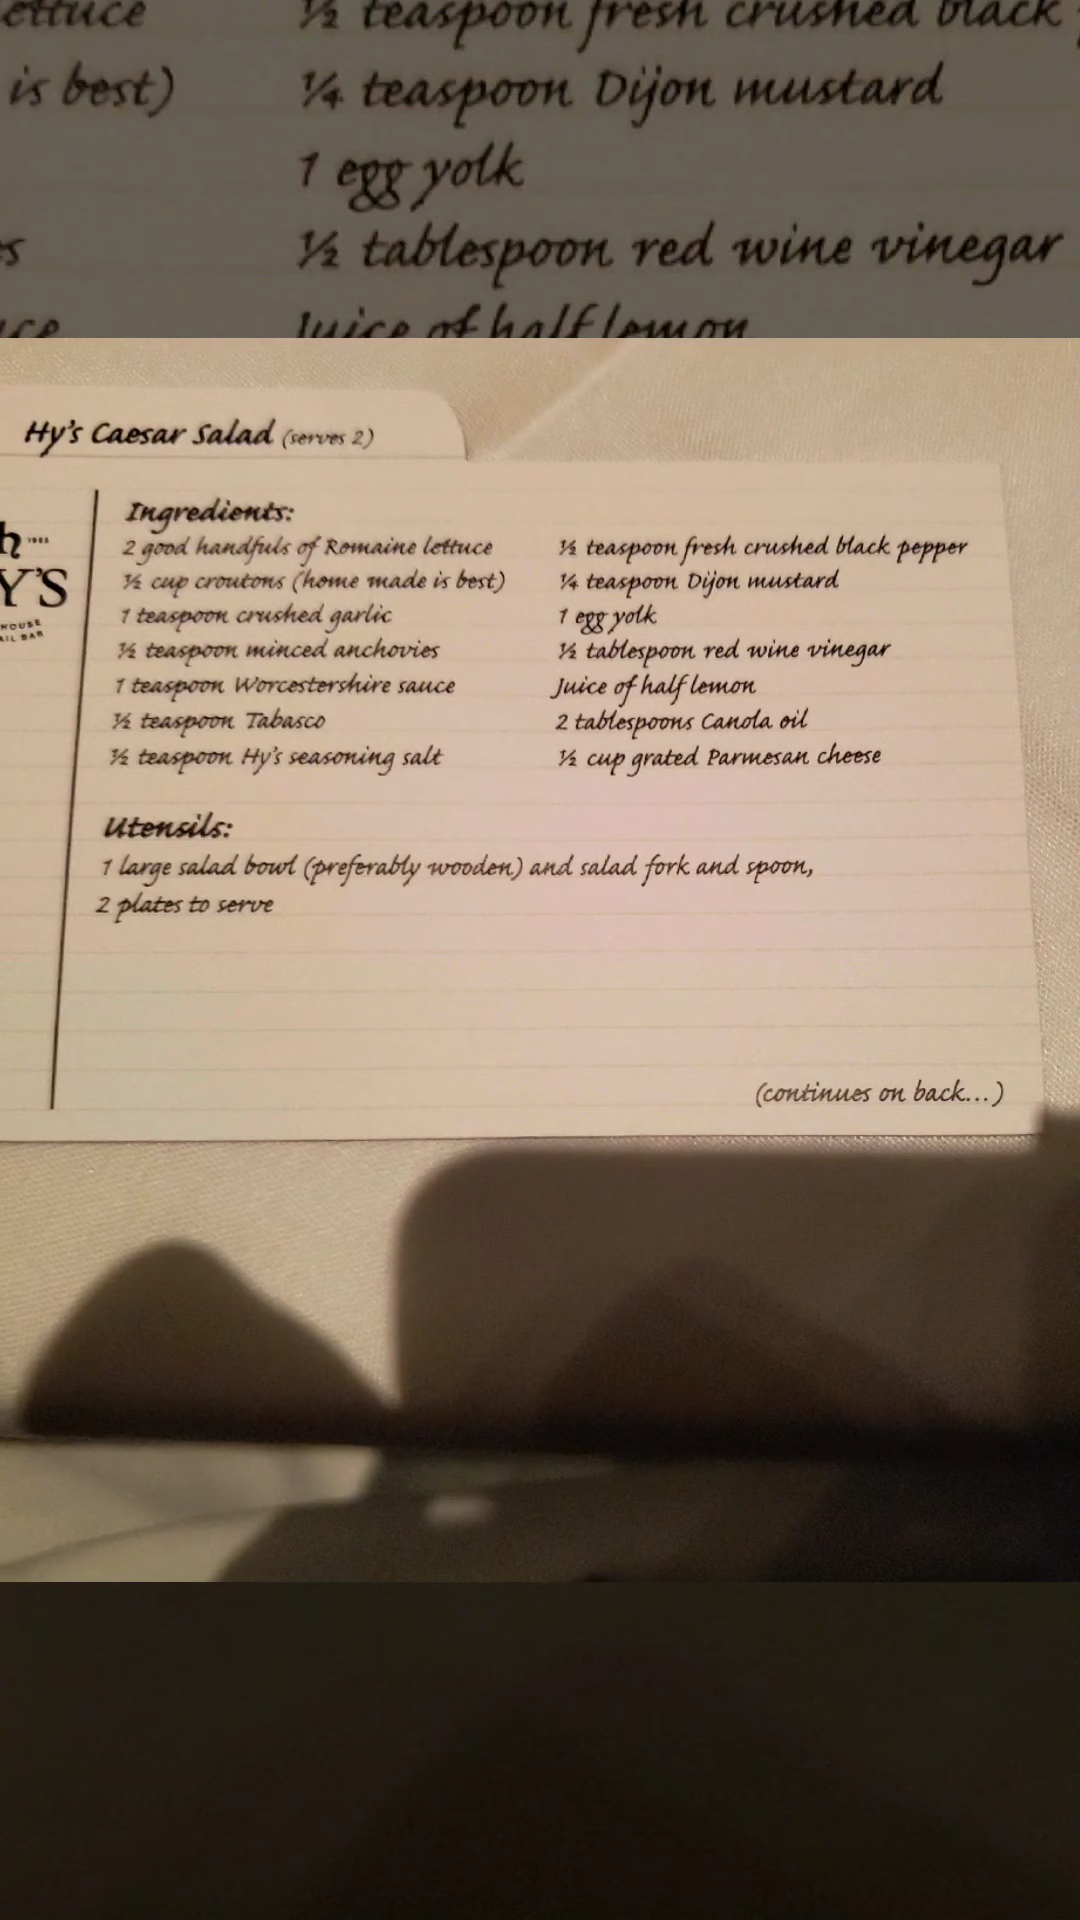 ettuce
½ teaspoon fresh crushed black
is best)
¼ teaspoon Dijon mustard
1 egg yolk
½ tablespoon red wine vinegar
Juice of half lemon
Hy's Caesar Salad (serves 2)
Y'S
Ingredients:
2 good handfuls of Romaine lettuce
½ cup croutons (home made is best)
1 teaspoon crushed garlic
½ teaspoon minced anchovies
1 teaspoon Worcestershire sauce
½ teaspoon Tabasco
½ teaspoon Hy's seasoning salt
½ teaspoon fresh crushed black pepper
¼ teaspoon Dijon mustard
1 egg yolk
½ tablespoon red wine vinegar
Juice of half lemon
2 tablespoons Canola oil
½ cup grated Parmesan cheese
Utensils:
1 large salad bowl (preferably wooden) and salad fork and spoon,
2 plates to serve
(continues on back...)